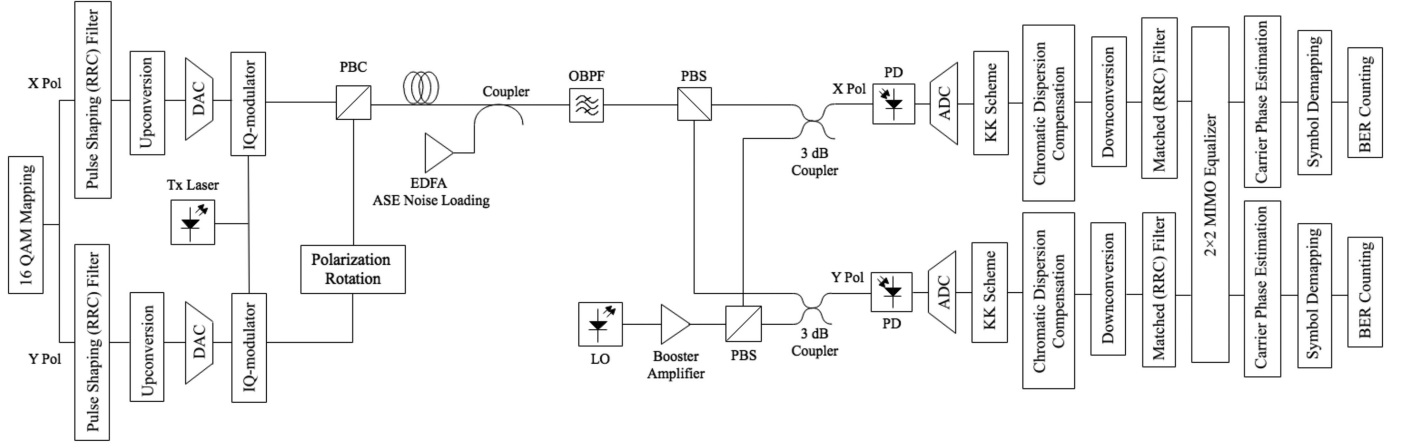 16 QAM Mapping
X Pol
Pulse Shaping (RRC) Filter
Upconversion
DAC
IQ-modulator
Tx Laser
Y Pol
Pulse Shaping (RRC) Filter
Upconversion
DAC
IQ-modulator
Polarization
Rotation
PBC
Coupler
EDFA
ASE Noise Loading
OBPF
PBS
LO
Booster
Amplifier
PBS
3 dB
Coupler
3 dB
Coupler
X Pol
PD
ADC
KK Scheme
Chromatic Dispersion
Compensation
Downconversion
Matched (RRC) Filter
2×2 MIMO Equalizer
Carrier Phase Estimation
Symbol Demapping
BER Counting
Y Pol
PD
ADC
KK Scheme
Chromatic Dispersion
Compensation
Downconversion
Matched (RRC) Filter
Carrier Phase Estimation
Symbol Demapping
BER Counting